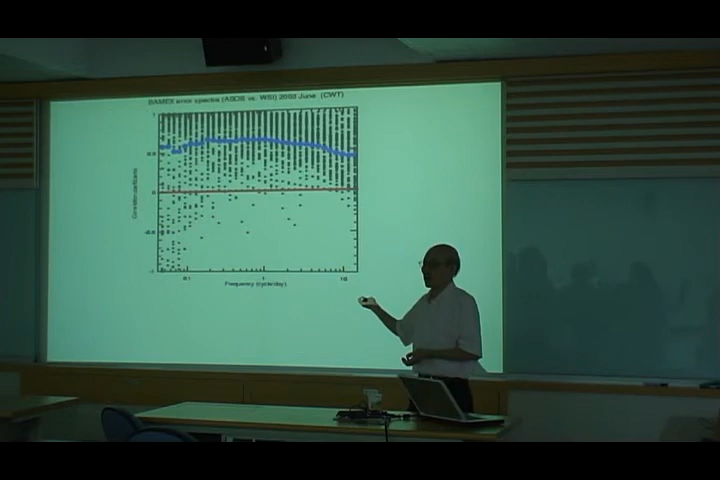 BAMEX error spectra (ASOS vs. WSI) 2003 June (CWT)
1
0.5
0
-0.5
-1
Correlation coefficients
0.1
1
10
Frequency (cycle/day)